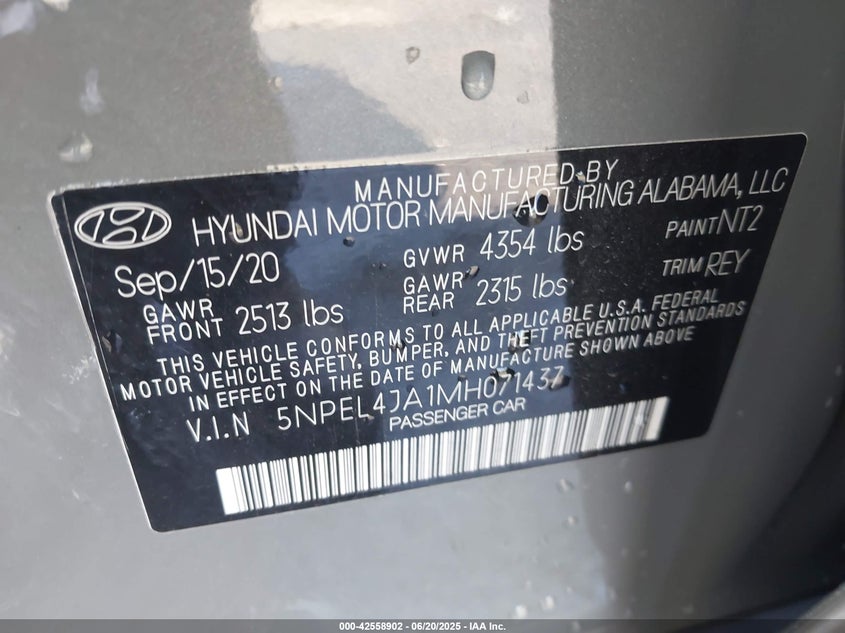 MANUFACTURED BY
HYUNDAI MOTOR MANUFACTURING ALABAMA, LLC
Sep/15/20 GVWR 4354 lbs PAINT NT2
GAWR FRONT 2513 lbs GAWR REAR 2315 lbs TRIM REY
THIS VEHICLE CONFORMS TO ALL APPLICABLE U.S.A. FEDERAL
MOTOR VEHICLE SAFETY, BUMPER, AND THEFT PREVENTION STANDARDS
IN EFFECT ON THE DATE OF MANUFACTURE SHOWN ABOVE
V.I.N 5NPEL4JA1MH071437
PASSENGER CAR
000-42558902 - 06/20/2025 - IAA Inc.